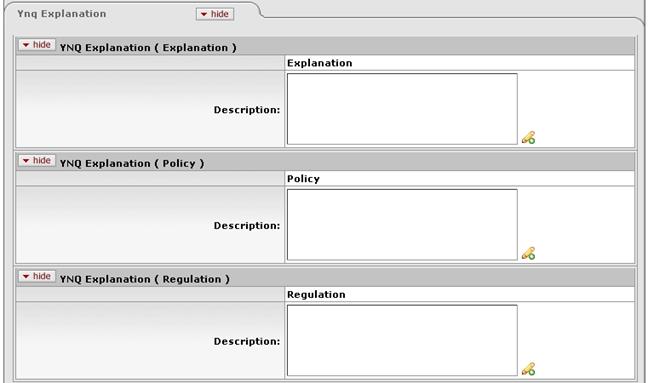 Ynq Explanation hide
hide YNQ Explanation ( Explanation )
Explanation
Description:
hide YNQ Explanation ( Policy )
Policy
Description:
hide YNQ Explanation ( Regulation )
Regulation
Description: